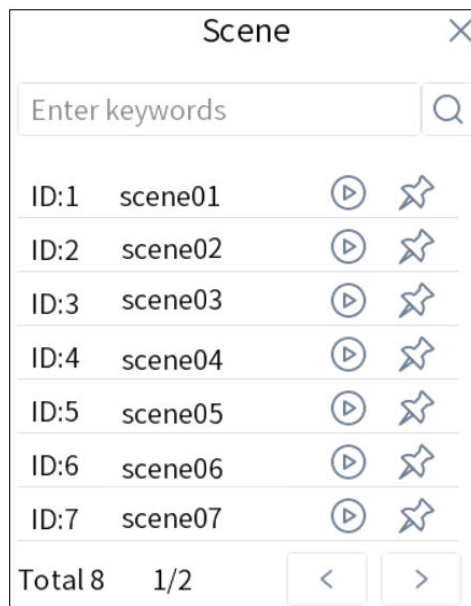 Scene
Enter keywords
ID:1 scene01
ID:2 scene02
ID:3 scene03
ID:4 scene04
ID:5 scene05
ID:6 scene06
ID:7 scene07
Total 8 1/2